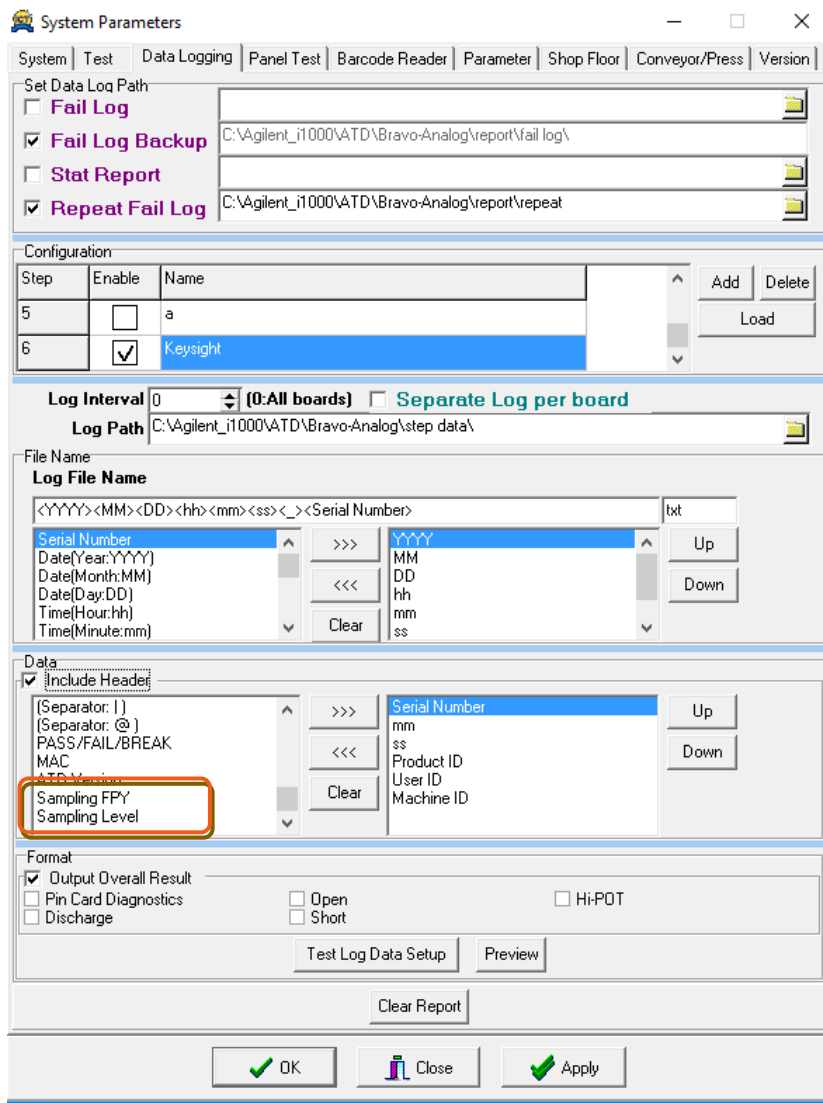 System Parameters
System Test Data Logging Panel Test Barcode Reader Parameter Shop Floor Conveyor/Press Version
Set Data Log Path
Fail Log
Fail Log Backup C:\Agilent_i1000\ATD\Bravo-Analog\report\fail log\
Stat Report
Repeat Fail Log C:\Agilent_i1000\ATD\Bravo-Analog\report\repeat
Configuration
Step Enable Name
Add Delete
5 a
Load
6 Keysight
Log Interval 0 (0:All boards) Separate Log per board
Log Path C:\Agilent_i1000\ATD\Bravo-Analog\step data\
File Name
Log File Name
<YYYY><MM><DD><hh><mm><ss><_><Serial Number> txt
Serial Number >>> YYYY Up
Date(Year:YYYY) MM
Date(Month:MM) <<< DD Down
Date(Day:DD) hh
Time(Hour:hh) Clear mm
Time(Minute:mm) ss
Data
Include Header
(Separator: | ) >>> Serial Number Up
(Separator: @ ) mm
PASS/FAIL/BREAK <<< ss Down
MAC Product ID
ATD Version User ID
Sampling FPY Clear Machine ID
Sampling Level
Format
Output Overall Result
Pin Card Diagnostics Open Hi-POT
Discharge Short
Test Log Data Setup Preview
Clear Report
OK Close Apply